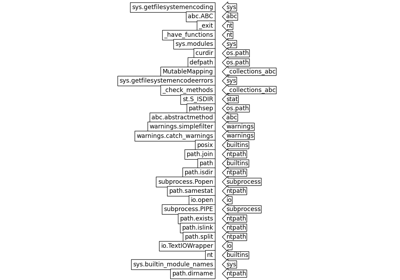 sys.getfilesystemencoding sys
abc.ABC abc
_exit nt
_have_functions nt
sys.modules sys
curdir os.path
defpath os.path
MutableMapping _collections_abc
sys.getfilesystemencodeerrors sys
_check_methods _collections_abc
st.S_ISDIR stat
pathsep os.path
abc.abstractmethod abc
warnings.simplefilter warnings
warnings.catch_warnings warnings
posix builtins
path.join ntpath
path builtins
path.isdir ntpath
subprocess.Popen subprocess
path.samestat ntpath
io.open io
subprocess.PIPE subprocess
path.exists ntpath
path.islink ntpath
path.split ntpath
io.TextIOWrapper io
nt builtins
sys.builtin_module_names sys
path.dirname ntpath